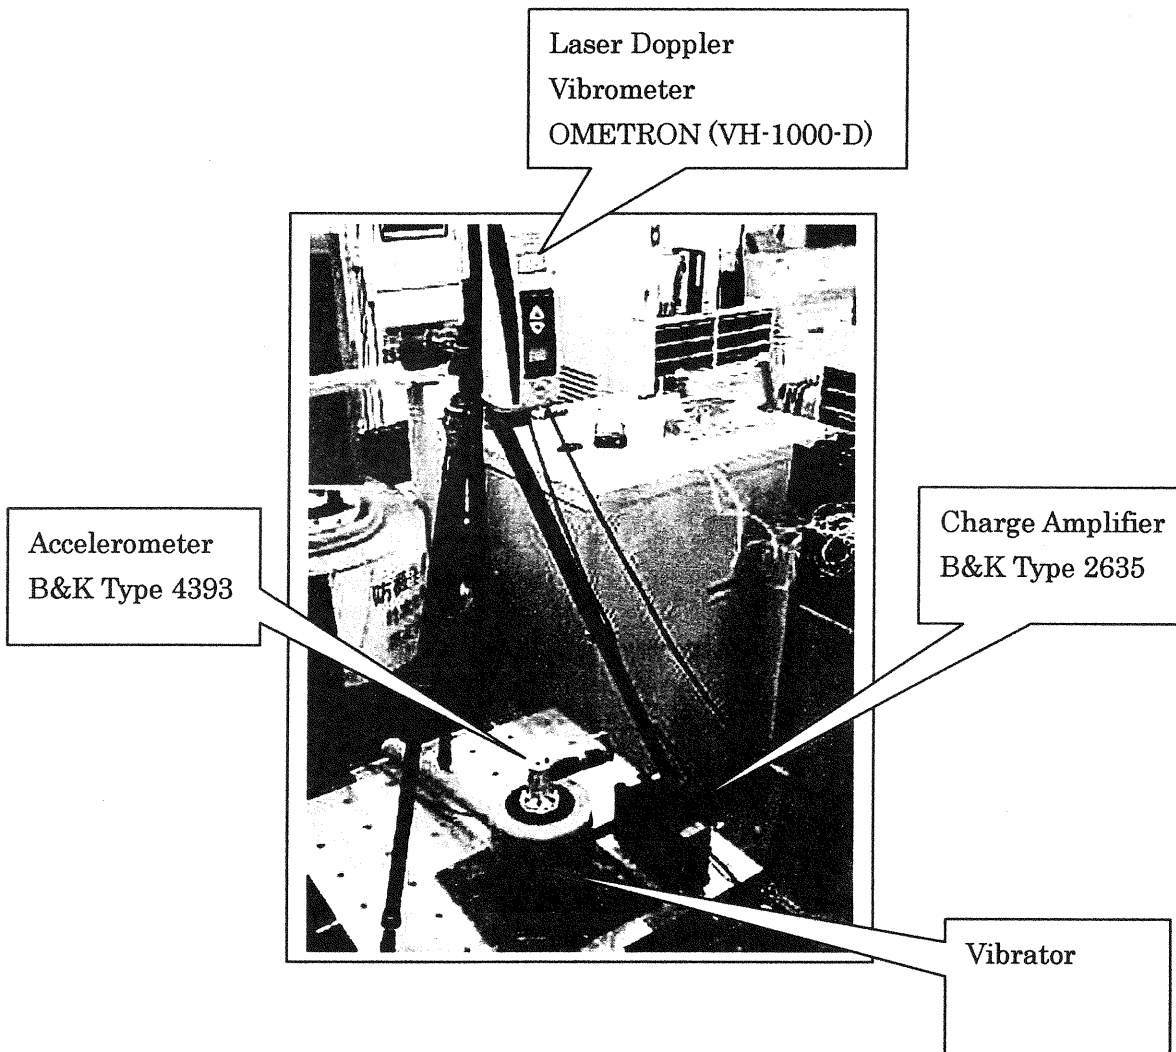 Laser Doppler
Vibrometer
OMETRON (VH-1000-D)
Accelerometer
B&K Type 4393
Charge Amplifier
B&K Type 2635
Vibrator